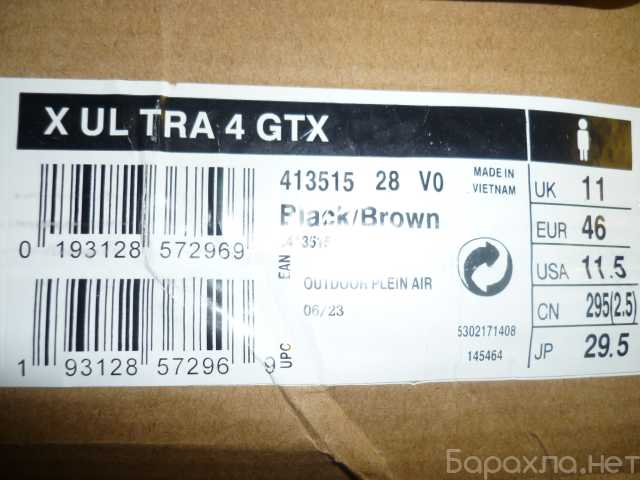 X UL TRA 4 GTX
0 193128 572969
1 93128 57296 9
EAN
UPC
413515 28 V0
Black/Brown
OUTDOOR PLEIN AIR
06/23
MADE IN
VIETNAM
5302171408
145464
UK 11
EUR 46
USA 11.5
CN 295(2.5)
JP 29.5
Барахла.нет